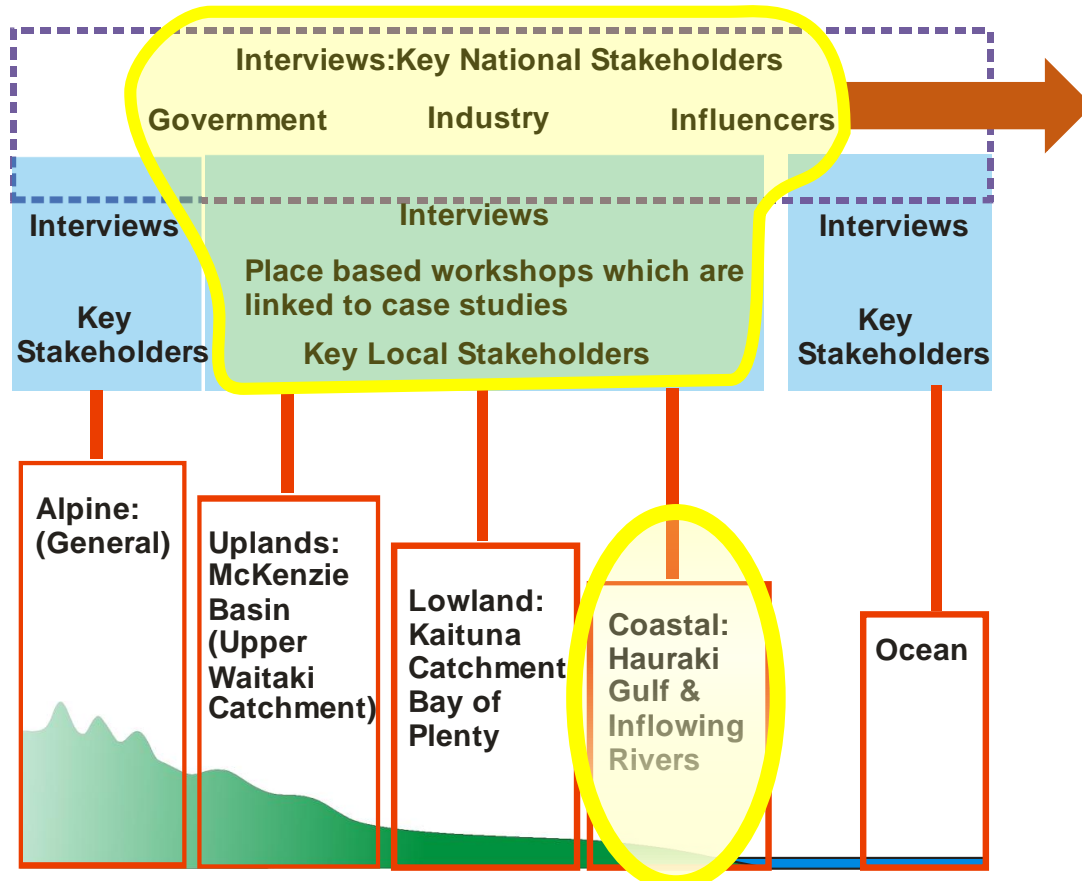 Interviews:Key National Stakeholders
Government
Industry
Influencers
Interviews
Key
Stakeholders
Interviews
Place based workshops which are
linked to case studies
Key Local Stakeholders
Interviews
Key
Stakeholders
Alpine:
(General)
Uplands:
McKenzie
Basin
(Upper
Waitaki
Catchment)
Lowland:
Kaituna
Catchment
Bay of
Plenty
Coastal:
Hauraki
Gulf &
Inflowing
Rivers
Ocean